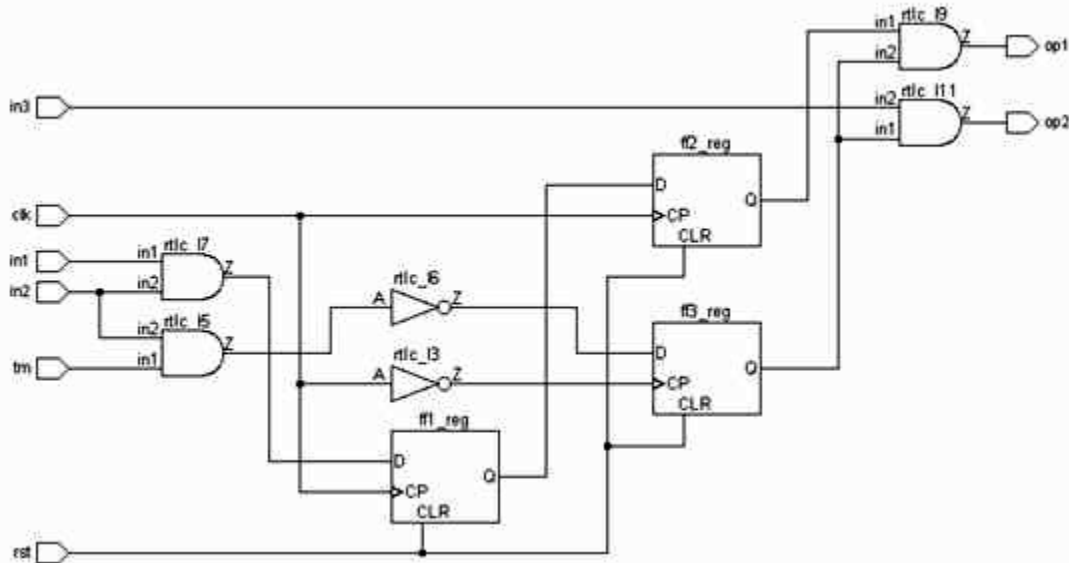 rtlc_I9
in1
Z
op1
in2
rtlc_I11
in3
in2
Z
op2
in1
ff2_reg
D
Q
clk
CP
CLR
rtlc_I7
in1
in1
Z
in2
in2
rtlc_I6
A
Z
rtlc_I5
in2
Z
in1
tm
ff3_reg
D
Q
rtlc_I3
A
Z
CP
CLR
ff1_reg
D
Q
CP
CLR
rst